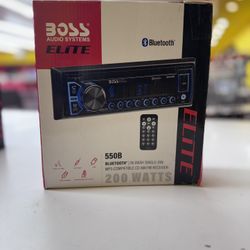 BOSS
AUDIO SYSTEMS
ELITE
Bluetooth
BOSS
ELITE
550B
BLUETOOTH IN-DASH SINGLE-DIN
MP3-COMPATIBLE CD AM/FM RECEIVER
200 WATTS